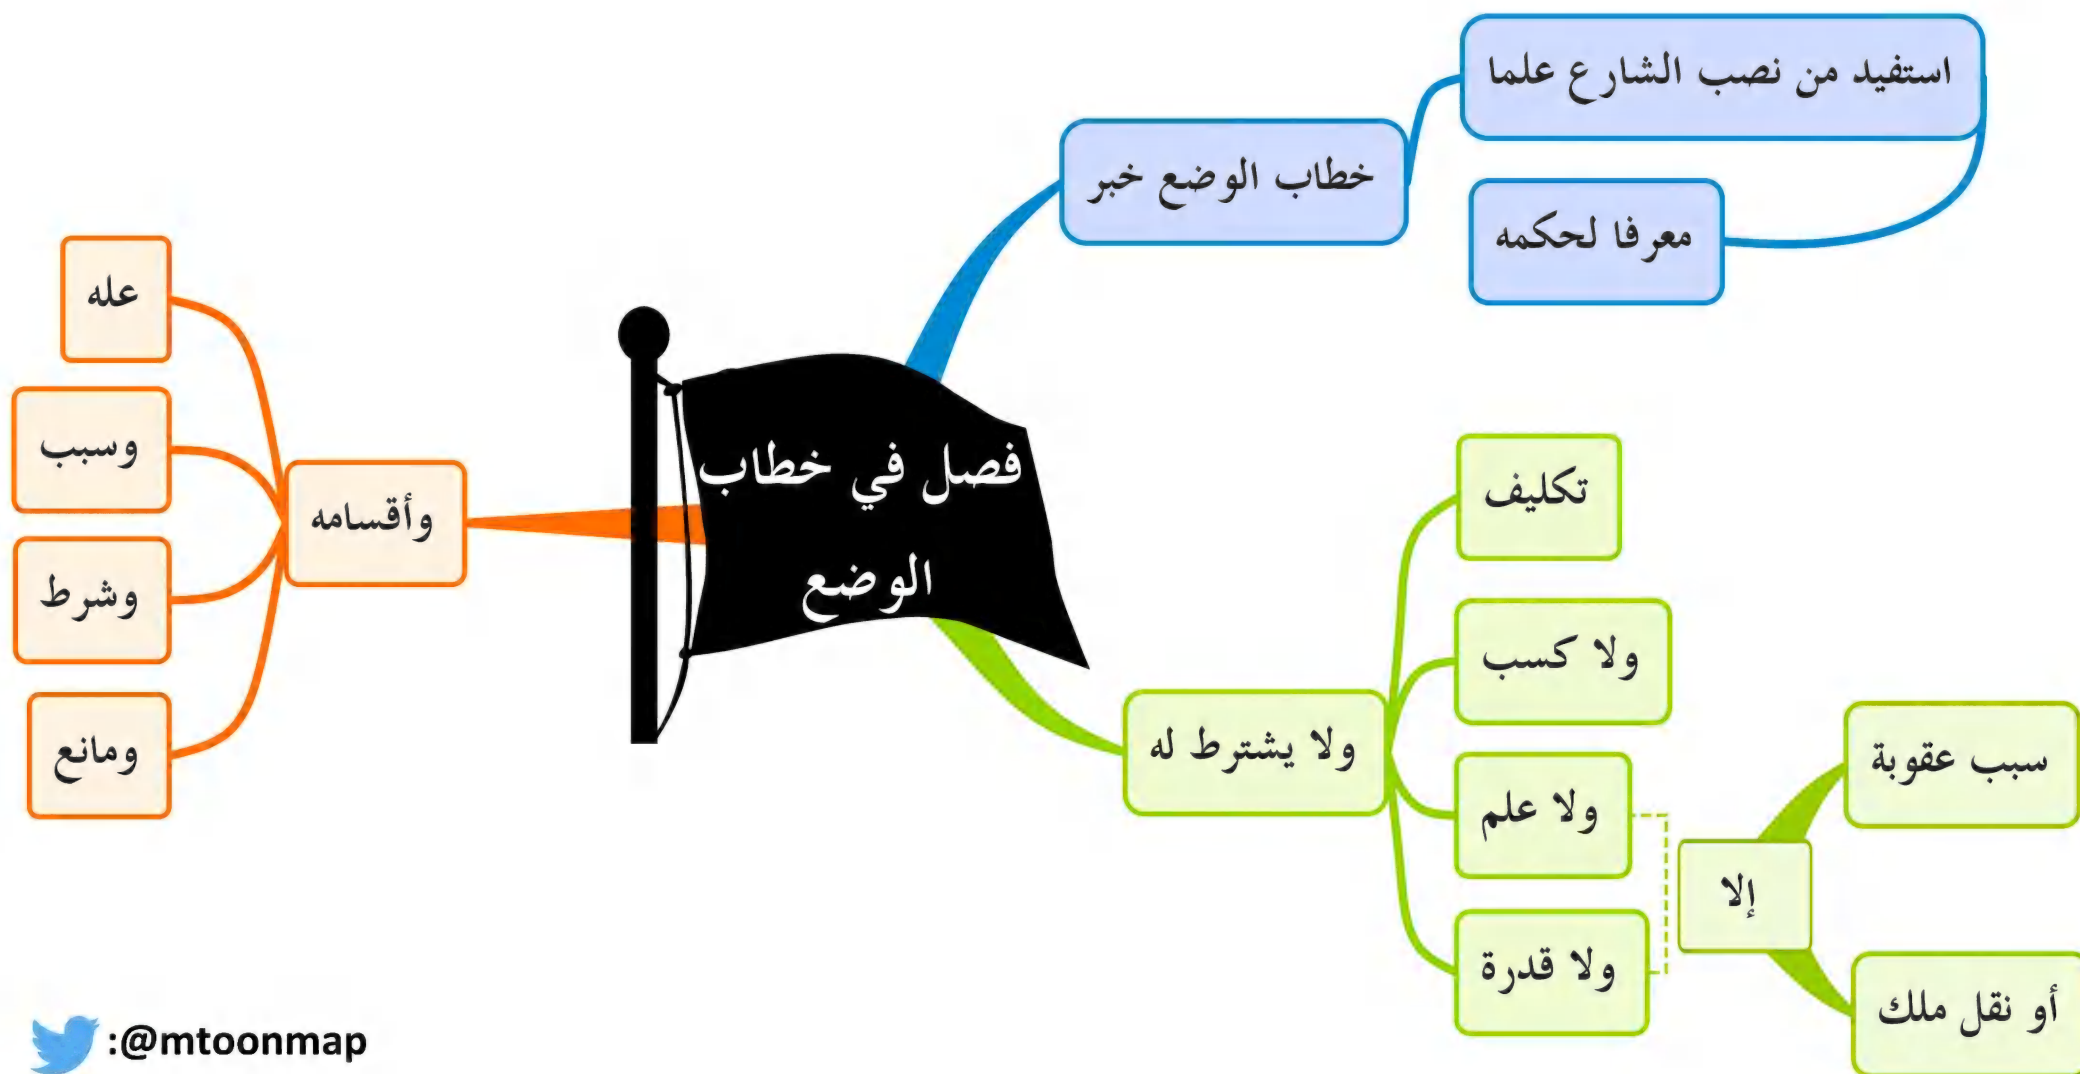 فصل في خطاب
الوضع
خطاب الوضع خبر
استفيد من نصب الشارع علما
معرفا لحكمه
ولا يشترط له
تكليف
ولا كسب
ولا علم
ولا قدرة
إلا
سبب عقوبة
أو نقل ملك
وأقسامه
عله
وسبب
وشرط
ومانع
:@mtoonmap